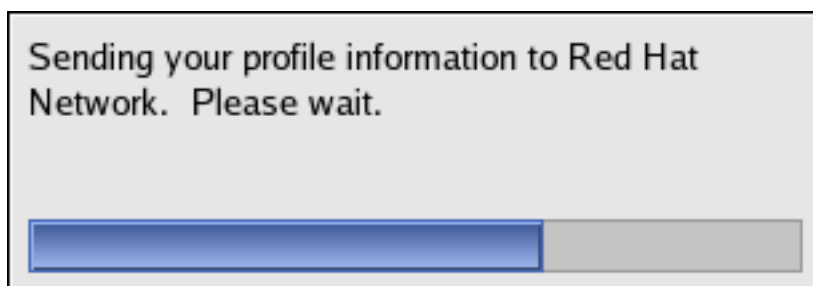 Sending your profile information to Red Hat
Network.  Please wait.